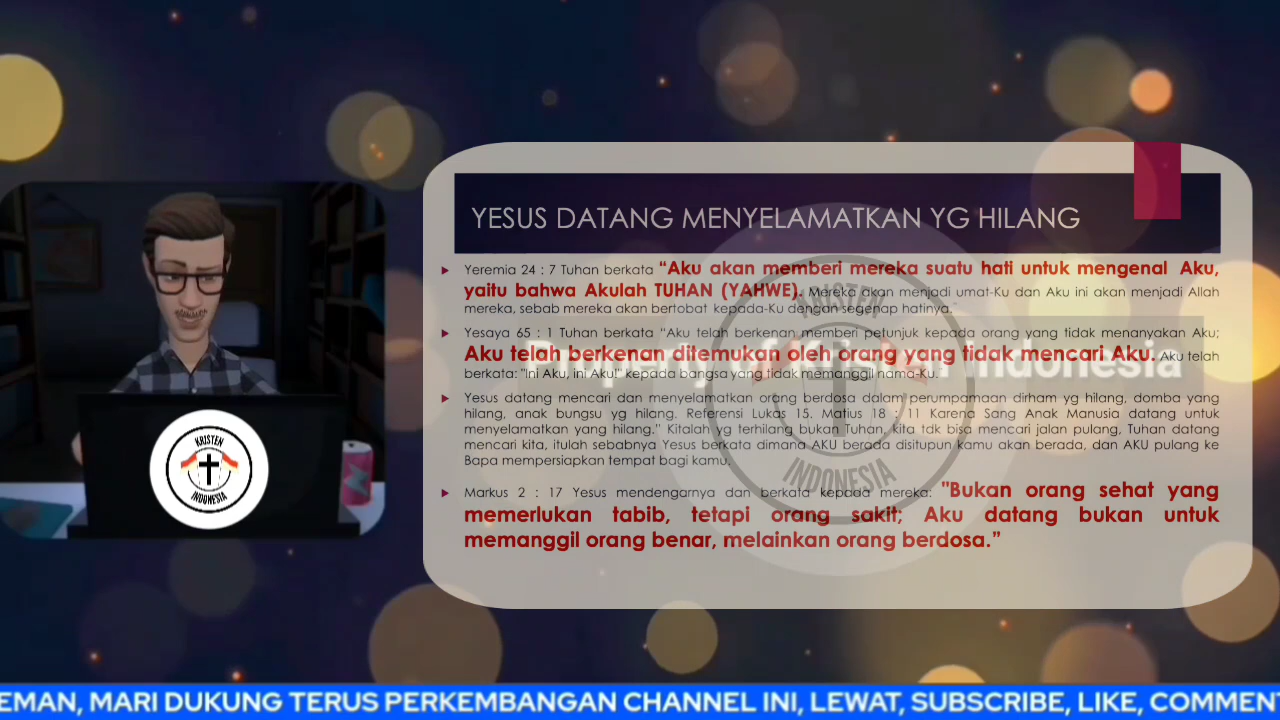 YESUS DATANG MENYELAMATKAN YG HILANG
Yeremia 24 : 7 Tuhan berkata “Aku akan memberi mereka suatu hati untuk mengenal Aku,
yaitu bahwa Akulah TUHAN (YAHWE). Mereka akan menjadi umat-Ku dan Aku ini akan menjadi Allah
mereka, sebab mereka akan bertobat kepada-Ku dengan segenap hatinya.
Yesaya 65 : 1 Tuhan berkata “Aku telah berkenan memberi petunjuk kepada orang yang tidak menanyakan Aku;
Aku telah berkenan ditemukan oleh orang yang tidak mencari Aku. Aku telah
berkata: "Ini Aku, ini Aku!" kepada bangsa yang tidak memanggil nama-Ku.
Yesus datang mencari dan menyelamatkan orang berdosa dalam perumpamaan dirham yg hilang, domba yang
hilang, anak bungsu yg hilang. Referensi Lukas 15. Matius 18 : 11 Karena Sang Anak Manusia datang untuk
menyelamatkan yang hilang.” Kitalah yg terhilang bukan Tuhan, kita tdk bisa mencari jalan pulang, Tuhan datang
mencari kita, itulah sebabnya Yesus berkata dimana AKU berada disitupun kamu akan berada, dan AKU pulang ke
Bapa mempersiapkan tempat bagi kamu.
Markus 2 : 17 Yesus mendengarnya dan berkata kepada mereka: "Bukan orang sehat yang
memerlukan tabib, tetapi orang sakit; Aku datang bukan untuk
memanggil orang benar, melainkan orang berdosa.”
KRISTEN
INDONESIA
KRISTEN
INDONESIA
EMAN, MARI DUKUNG TERUS PERKEMBANGAN CHANNEL INI, LEWAT, SUBSCRIBE, LIKE, COMMENT